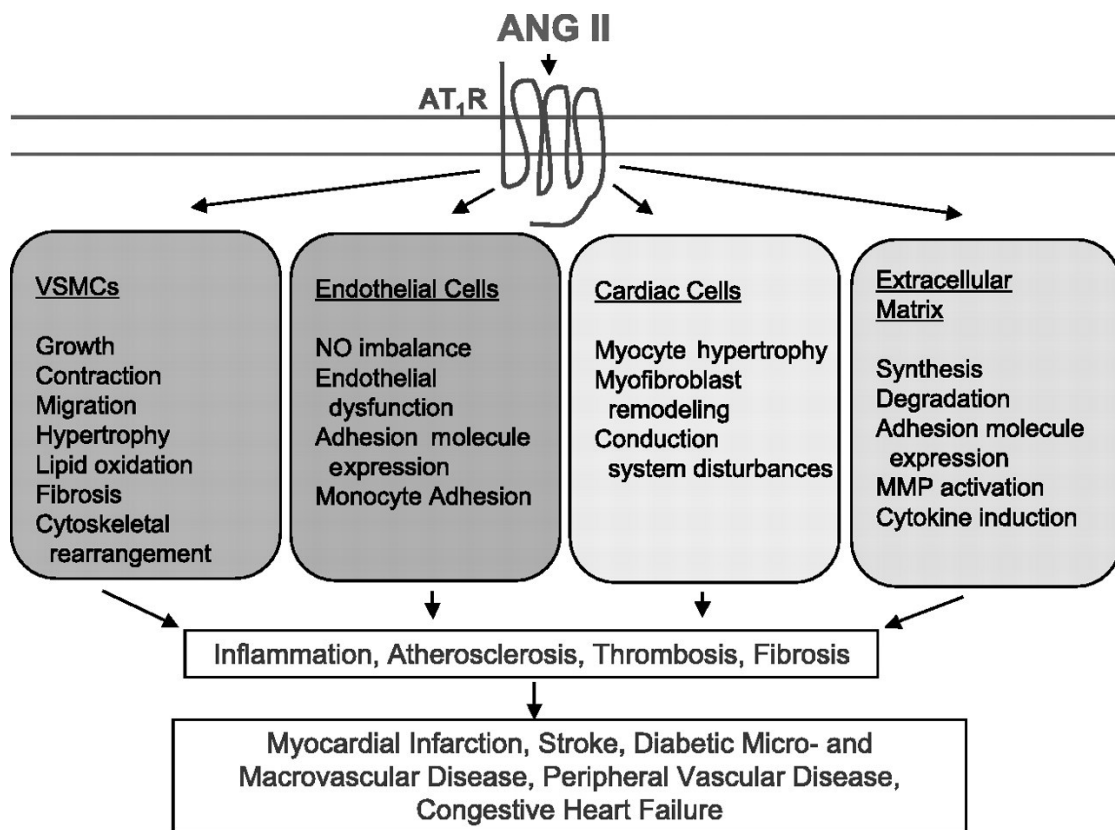 ANG II
AT₁R
VSMCs
Growth
Contraction
Migration
Hypertrophy
Lipid oxidation
Fibrosis
Cytoskeletal
rearrangement
Endothelial Cells
NO imbalance
Endothelial
dysfunction
Adhesion molecule
expression
Monocyte Adhesion
Cardiac Cells
Myocyte hypertrophy
Myofibroblast
remodeling
Conduction
system disturbances
Extracellular
Matrix
Synthesis
Degradation
Adhesion molecule
expression
MMP activation
Cytokine induction
Inflammation, Atherosclerosis, Thrombosis, Fibrosis
Myocardial Infarction, Stroke, Diabetic Micro- and
Macrovascular Disease, Peripheral Vascular Disease,
Congestive Heart Failure